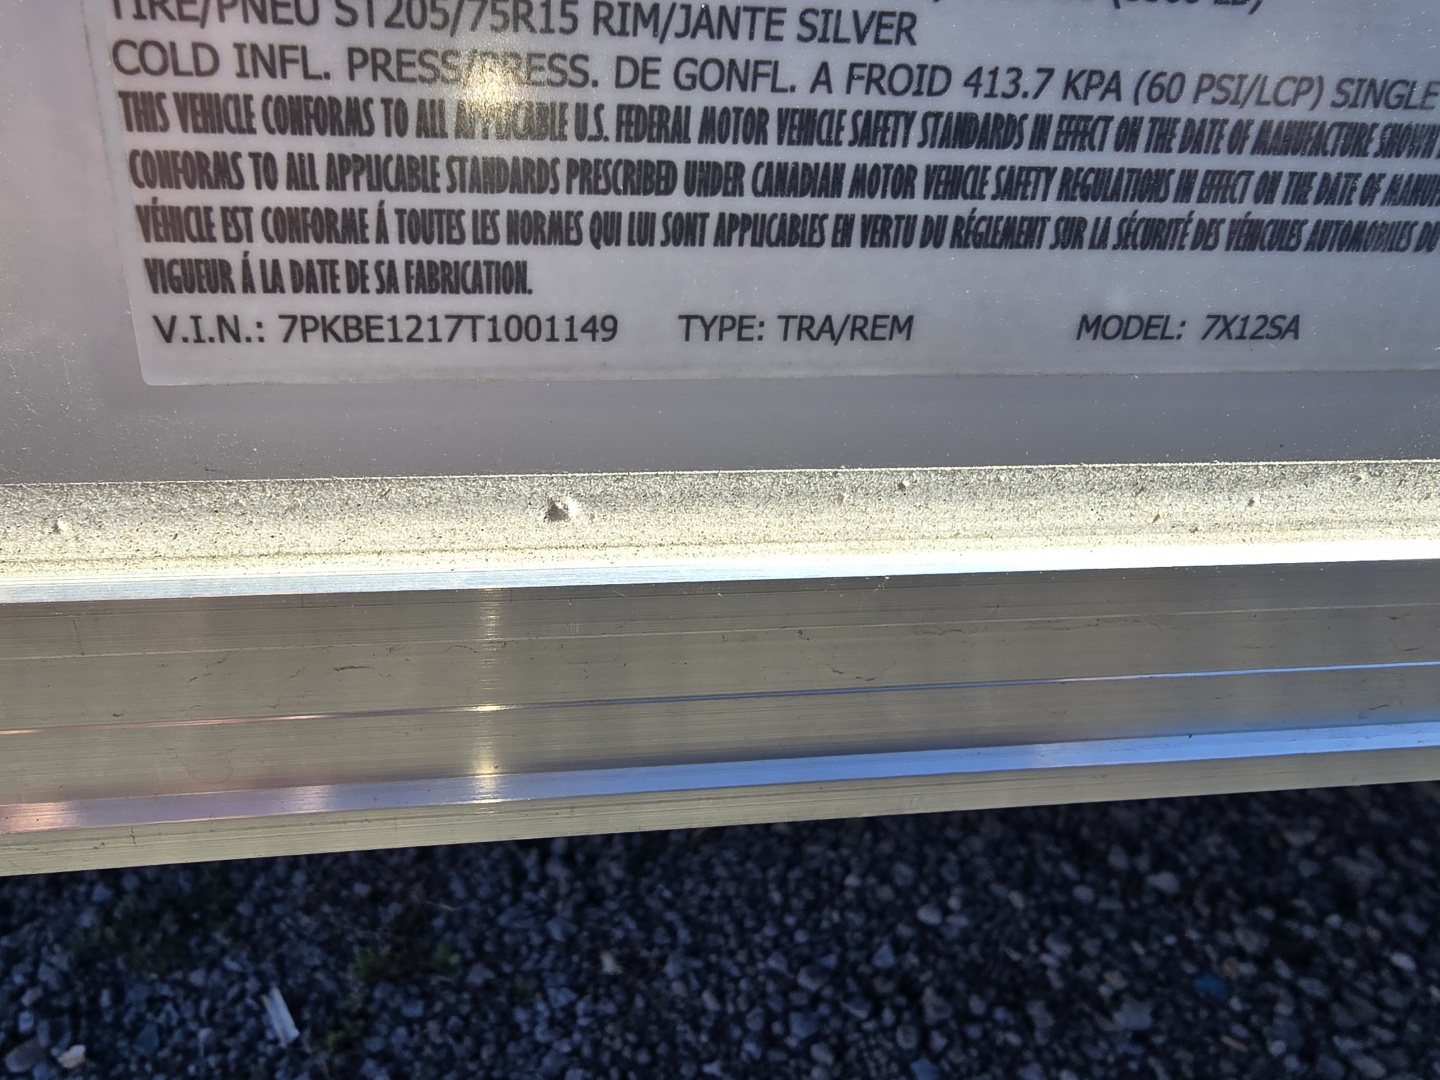 TIRE/PNEU ST205/75R15 RIM/JANTE SILVER
COLD INFL. PRESS/PRESS. DE GONFL. A FROID 413.7 KPA (60 PSI/LCP) SINGLE
THIS VEHICLE CONFORMS TO ALL APPLICABLE U.S. FEDERAL MOTOR VEHICLE SAFETY STANDARDS IN EFFECT ON THE DATE OF MANUFACTURE SHOWN
CONFORMS TO ALL APPLICABLE STANDARDS PRESCRIBED UNDER CANADIAN MOTOR VEHICLE SAFETY REGULATIONS IN EFFECT ON THE DATE OF
VÉHICLE EST CONFORME Á TOUTES LES NORMES QUI LUI SONT APPLICABLES EN VERTU DU RÉGLEMENT SUR LA SÉCURITÉ DES VÉHICULES AUTOMOBILES DU
VIGUEUR Á LA DATE DE SA FABRICATION.
V.I.N.: 7PKBE1217T1001149 TYPE: TRA/REM MODEL: 7X12SA